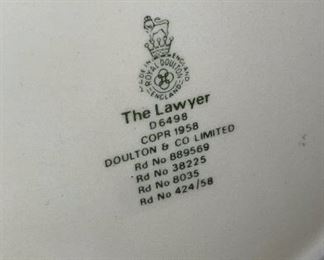 MADE IN ENGLAND
ROYAL DOULTON
ENGLAND
The Lawyer
D6498
COPR 1958
DOULTON & CO LIMITED
Rd No 889569
Rd No 38225
Rd No 8035
Rd No 424/58